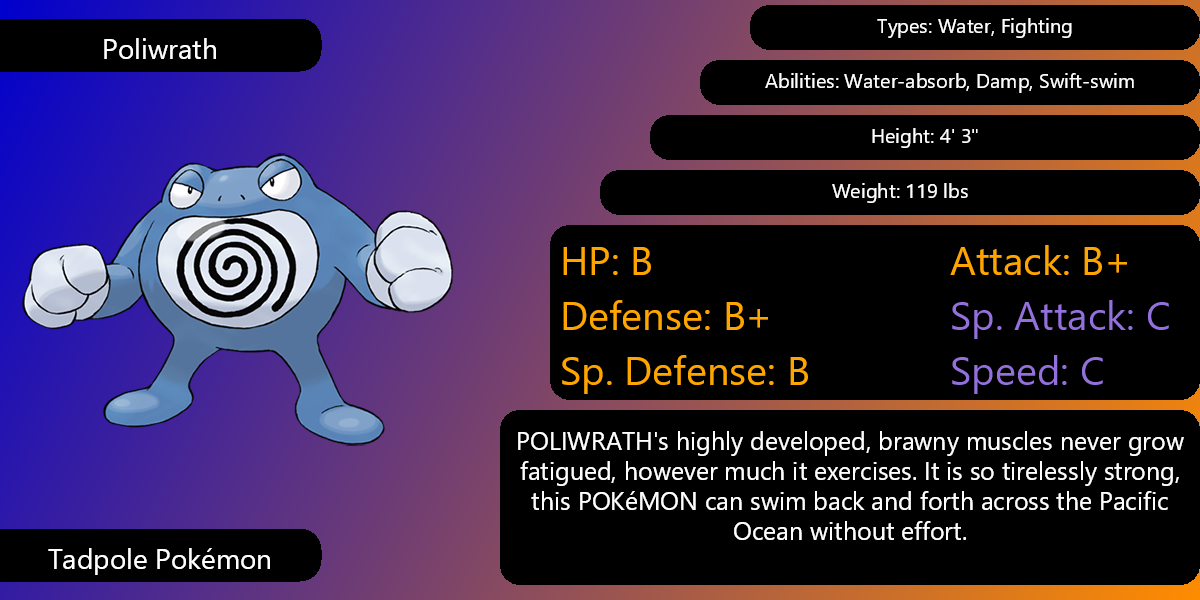 Poliwrath
Types: Water, Fighting
Abilities: Water-absorb, Damp, Swift-swim
Height: 4' 3"
Weight: 119 lbs
HP: B
Attack: B+
Defense: B+
Sp. Attack: C
Sp. Defense: B
Speed: C
POLIWRATH's highly developed, brawny muscles never grow
fatigued, however much it exercises. It is so tirelessly strong,
this POKéMON can swim back and forth across the Pacific
Ocean without effort.
Tadpole Pokémon